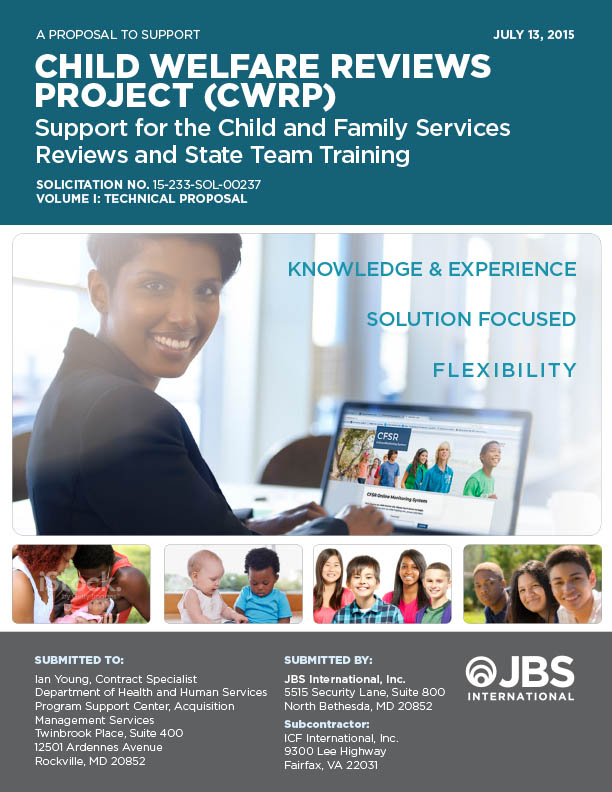 A PROPOSAL TO SUPPORT
JULY 13, 2015
CHILD WELFARE REVIEWS
PROJECT (CWRP)
Support for the Child and Family Services
Reviews and State Team Training
SOLICITATION NO. 15-233-SOL-00237
VOLUME I: TECHNICAL PROPOSAL
KNOWLEDGE & EXPERIENCE
SOLUTION FOCUSED
FLEXIBILITY
CFSR
CFSR Online Monitoring System
SUBMITTED TO:
Ian Young, Contract Specialist
Department of Health and Human Services
Program Support Center, Acquisition
Management Services
Twinbrook Place, Suite 400
12501 Ardennes Avenue
Rockville, MD 20852
SUBMITTED BY:
JBS International, Inc.
5515 Security Lane, Suite 800
North Bethesda, MD 20852
Subcontractor:
ICF International, Inc.
9300 Lee Highway
Fairfax, VA 22031
JBS
INTERNATIONAL